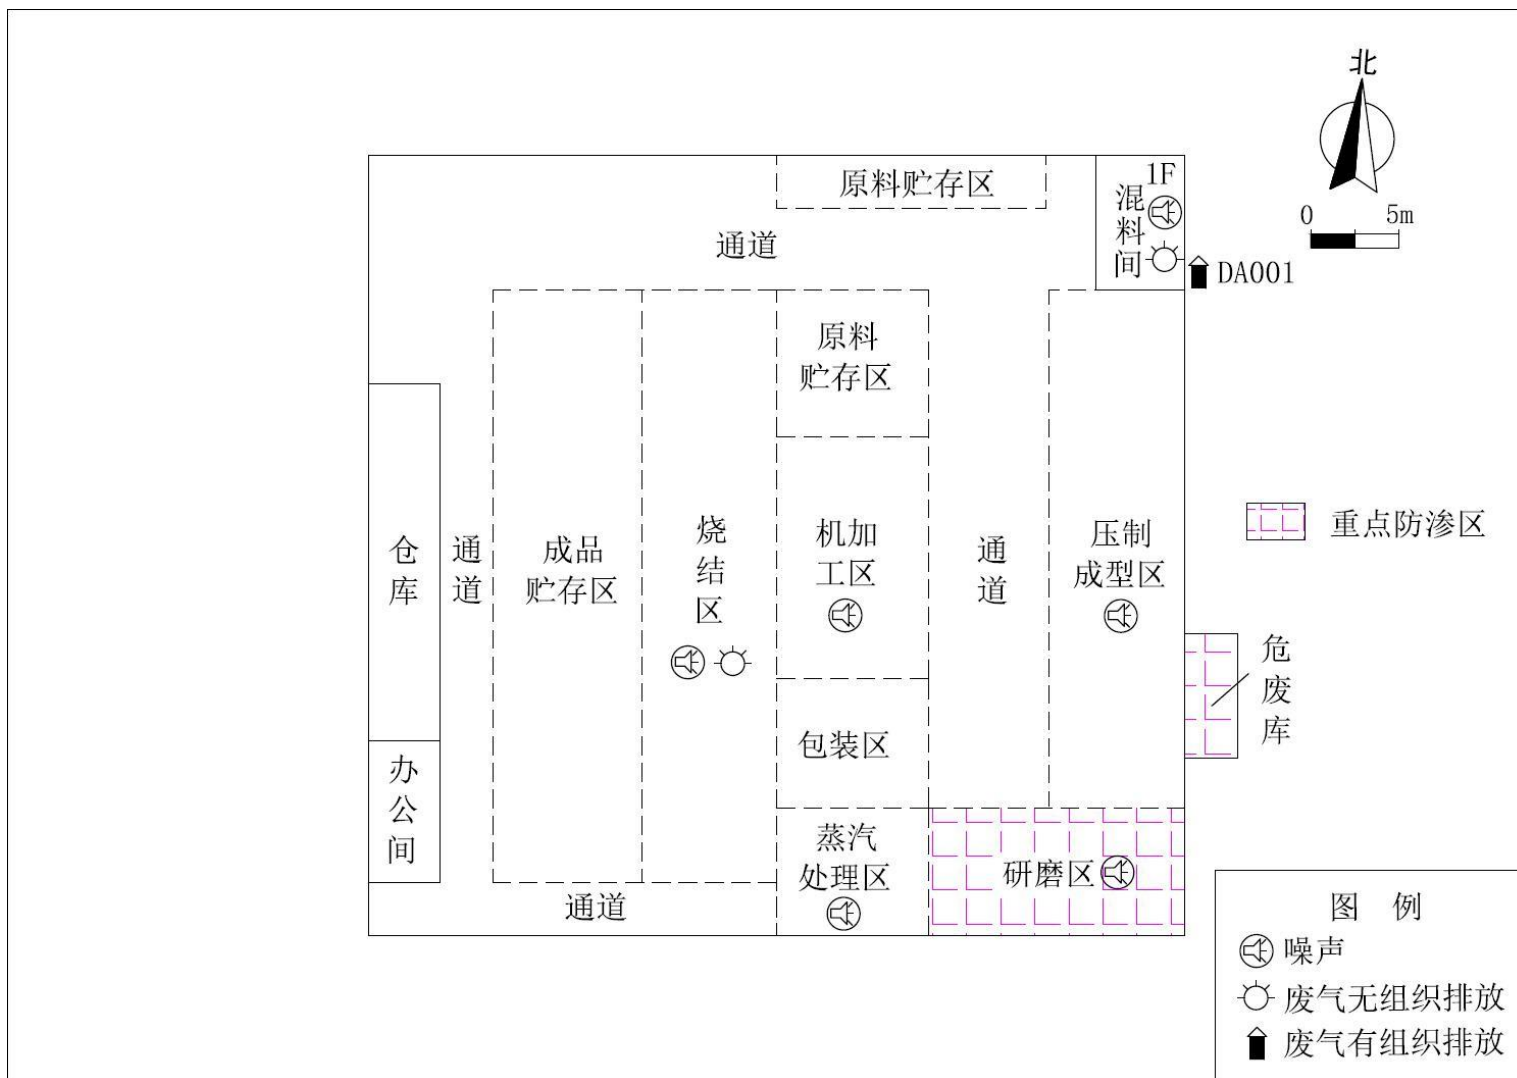 北
0 5m
原料贮存区
1F
混料间
通道
DA001
原料
贮存区
仓库
通道
成品
贮存区
烧结区
机加
工区
通道
压制
成型区
重点防渗区
危废库
包装区
办公间
蒸汽
处理区
研磨区
通道
图 例
噪声
废气无组织排放
废气有组织排放